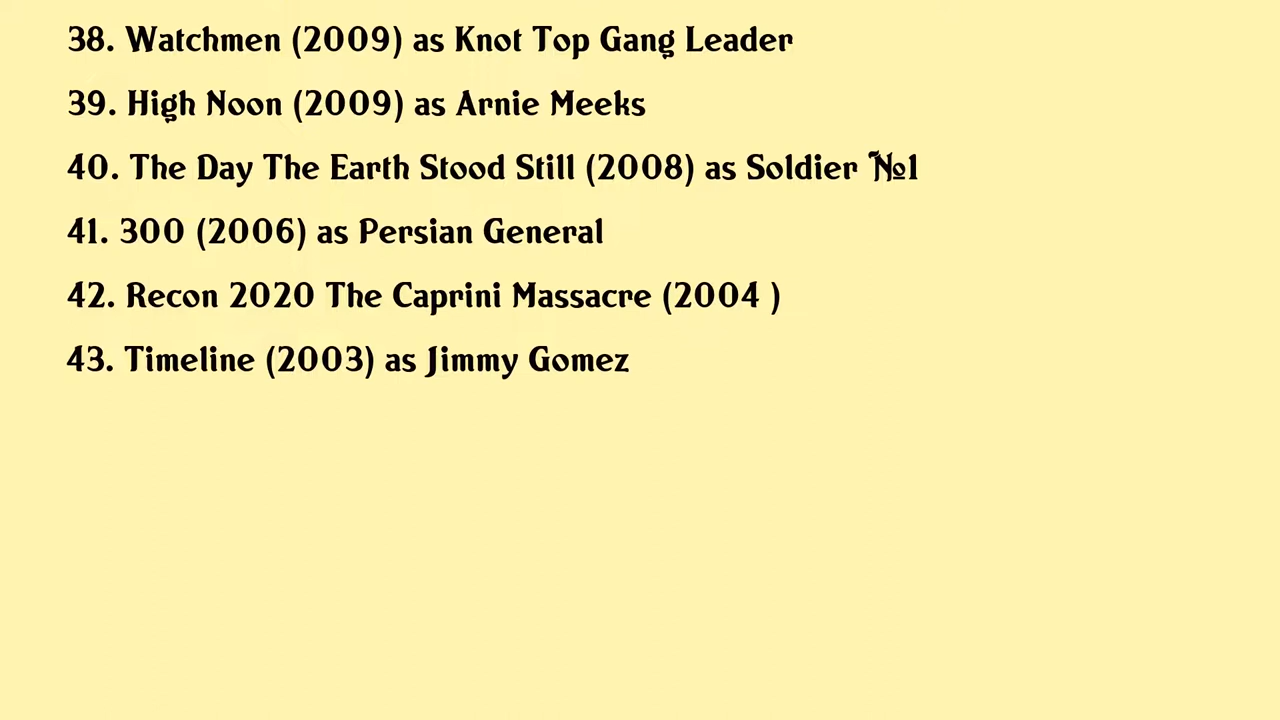 38. Watchmen (2009) as Knot Top Gang Leader
39. High Noon (2009) as Arnie Meeks
40. The Day The Earth Stood Still (2008) as Soldier №1
41. 300 (2006) as Persian General
42. Recon 2020 The Caprini Massacre (2004 )
43. Timeline (2003) as Jimmy Gomez